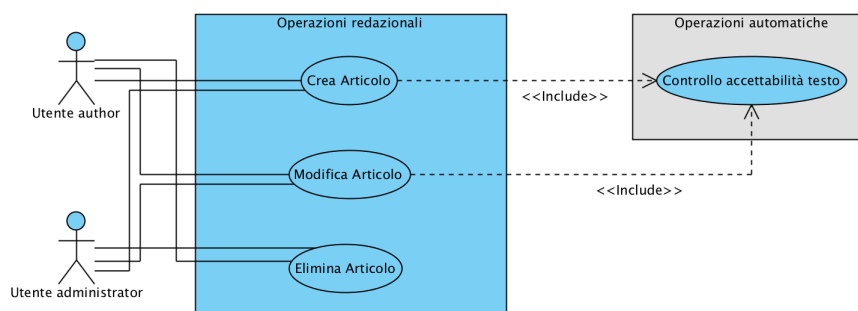 Operazioni redazionali
Operazioni automatiche
Crea Articolo
Controllo accettabilità testo
<<Include>>
Utente author
Modifica Articolo
<<Include>>
Elimina Articolo
Utente administrator